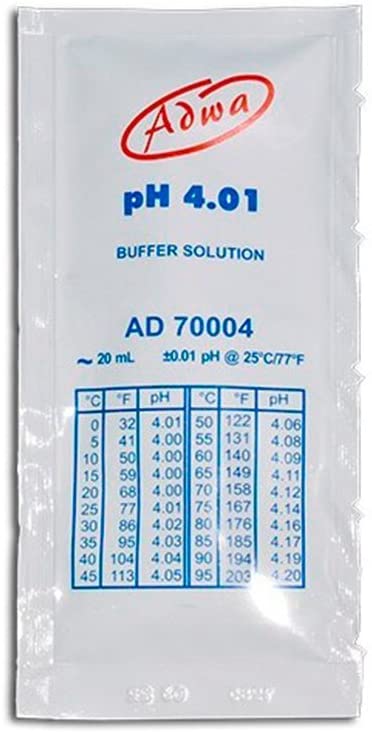 Adwa
pH 4.01
BUFFER SOLUTION
AD 70004
~ 20 mL ±0.01 pH @ 25°C/77°F
°C °F pH °C °F pH
0 32 4.01 50 122 4.06
5 41 4.00 55 131 4.08
10 50 4.00 60 140 4.09
15 59 4.00 65 149 4.11
20 68 4.00 70 158 4.12
25 77 4.01 75 167 4.14
30 86 4.02 80 176 4.16
35 95 4.03 85 185 4.17
40 104 4.04 90 194 4.19
45 113 4.05 95 203 4.20